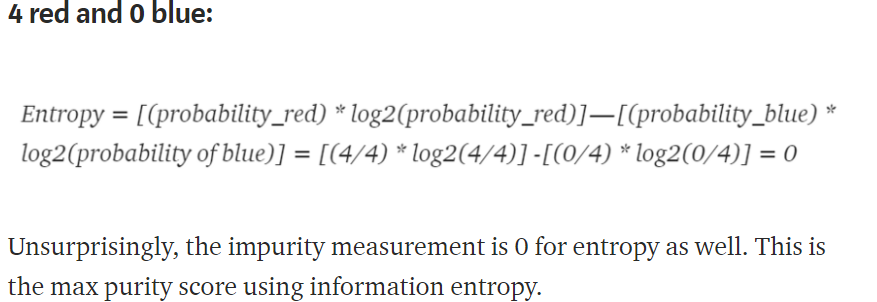 4 red and 0 blue:
Entropy = [(probability_red) * log2(probability_red)]—[(probability_blue) *
log2(probability of blue)] = [(4/4) * log2(4/4)] -[(0/4) * log2(0/4)] = 0
Unsurprisingly, the impurity measurement is 0 for entropy as well. This is
the max purity score using information entropy.